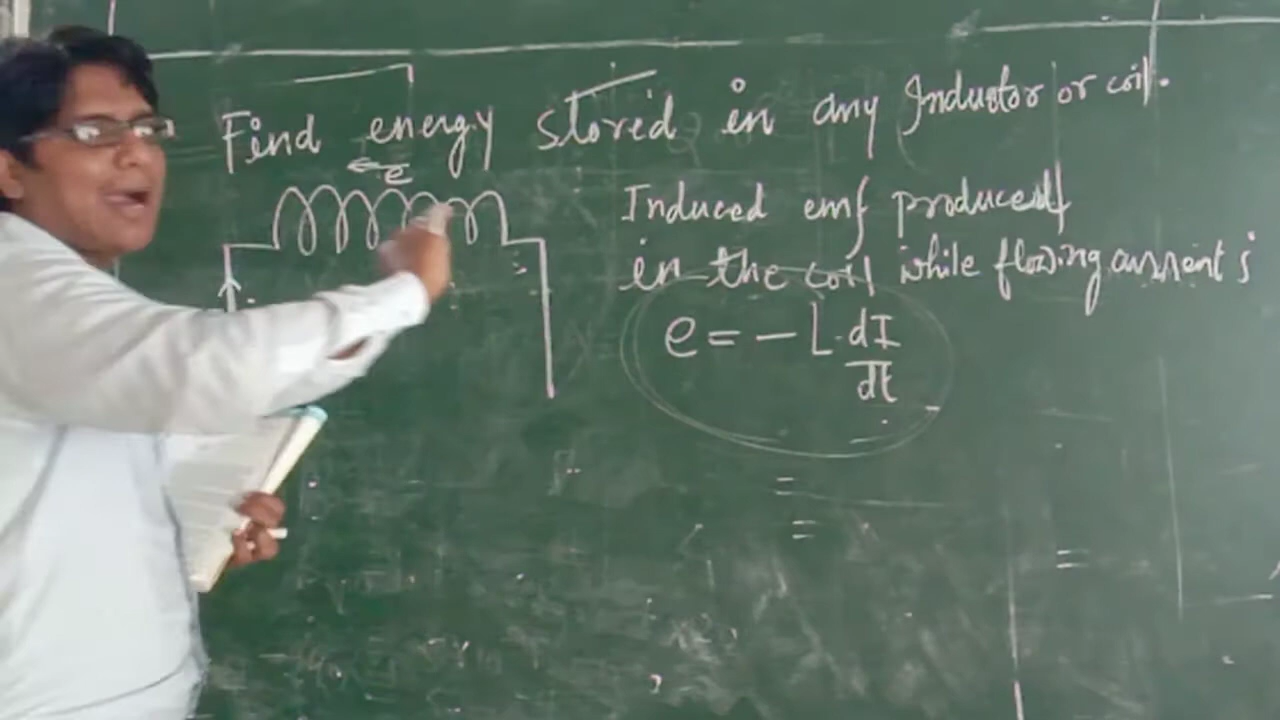 Find energy stored in any Inductor or coil.
e
Induced emf produced
in the coil while flowing current is
e = - L. dI
dt